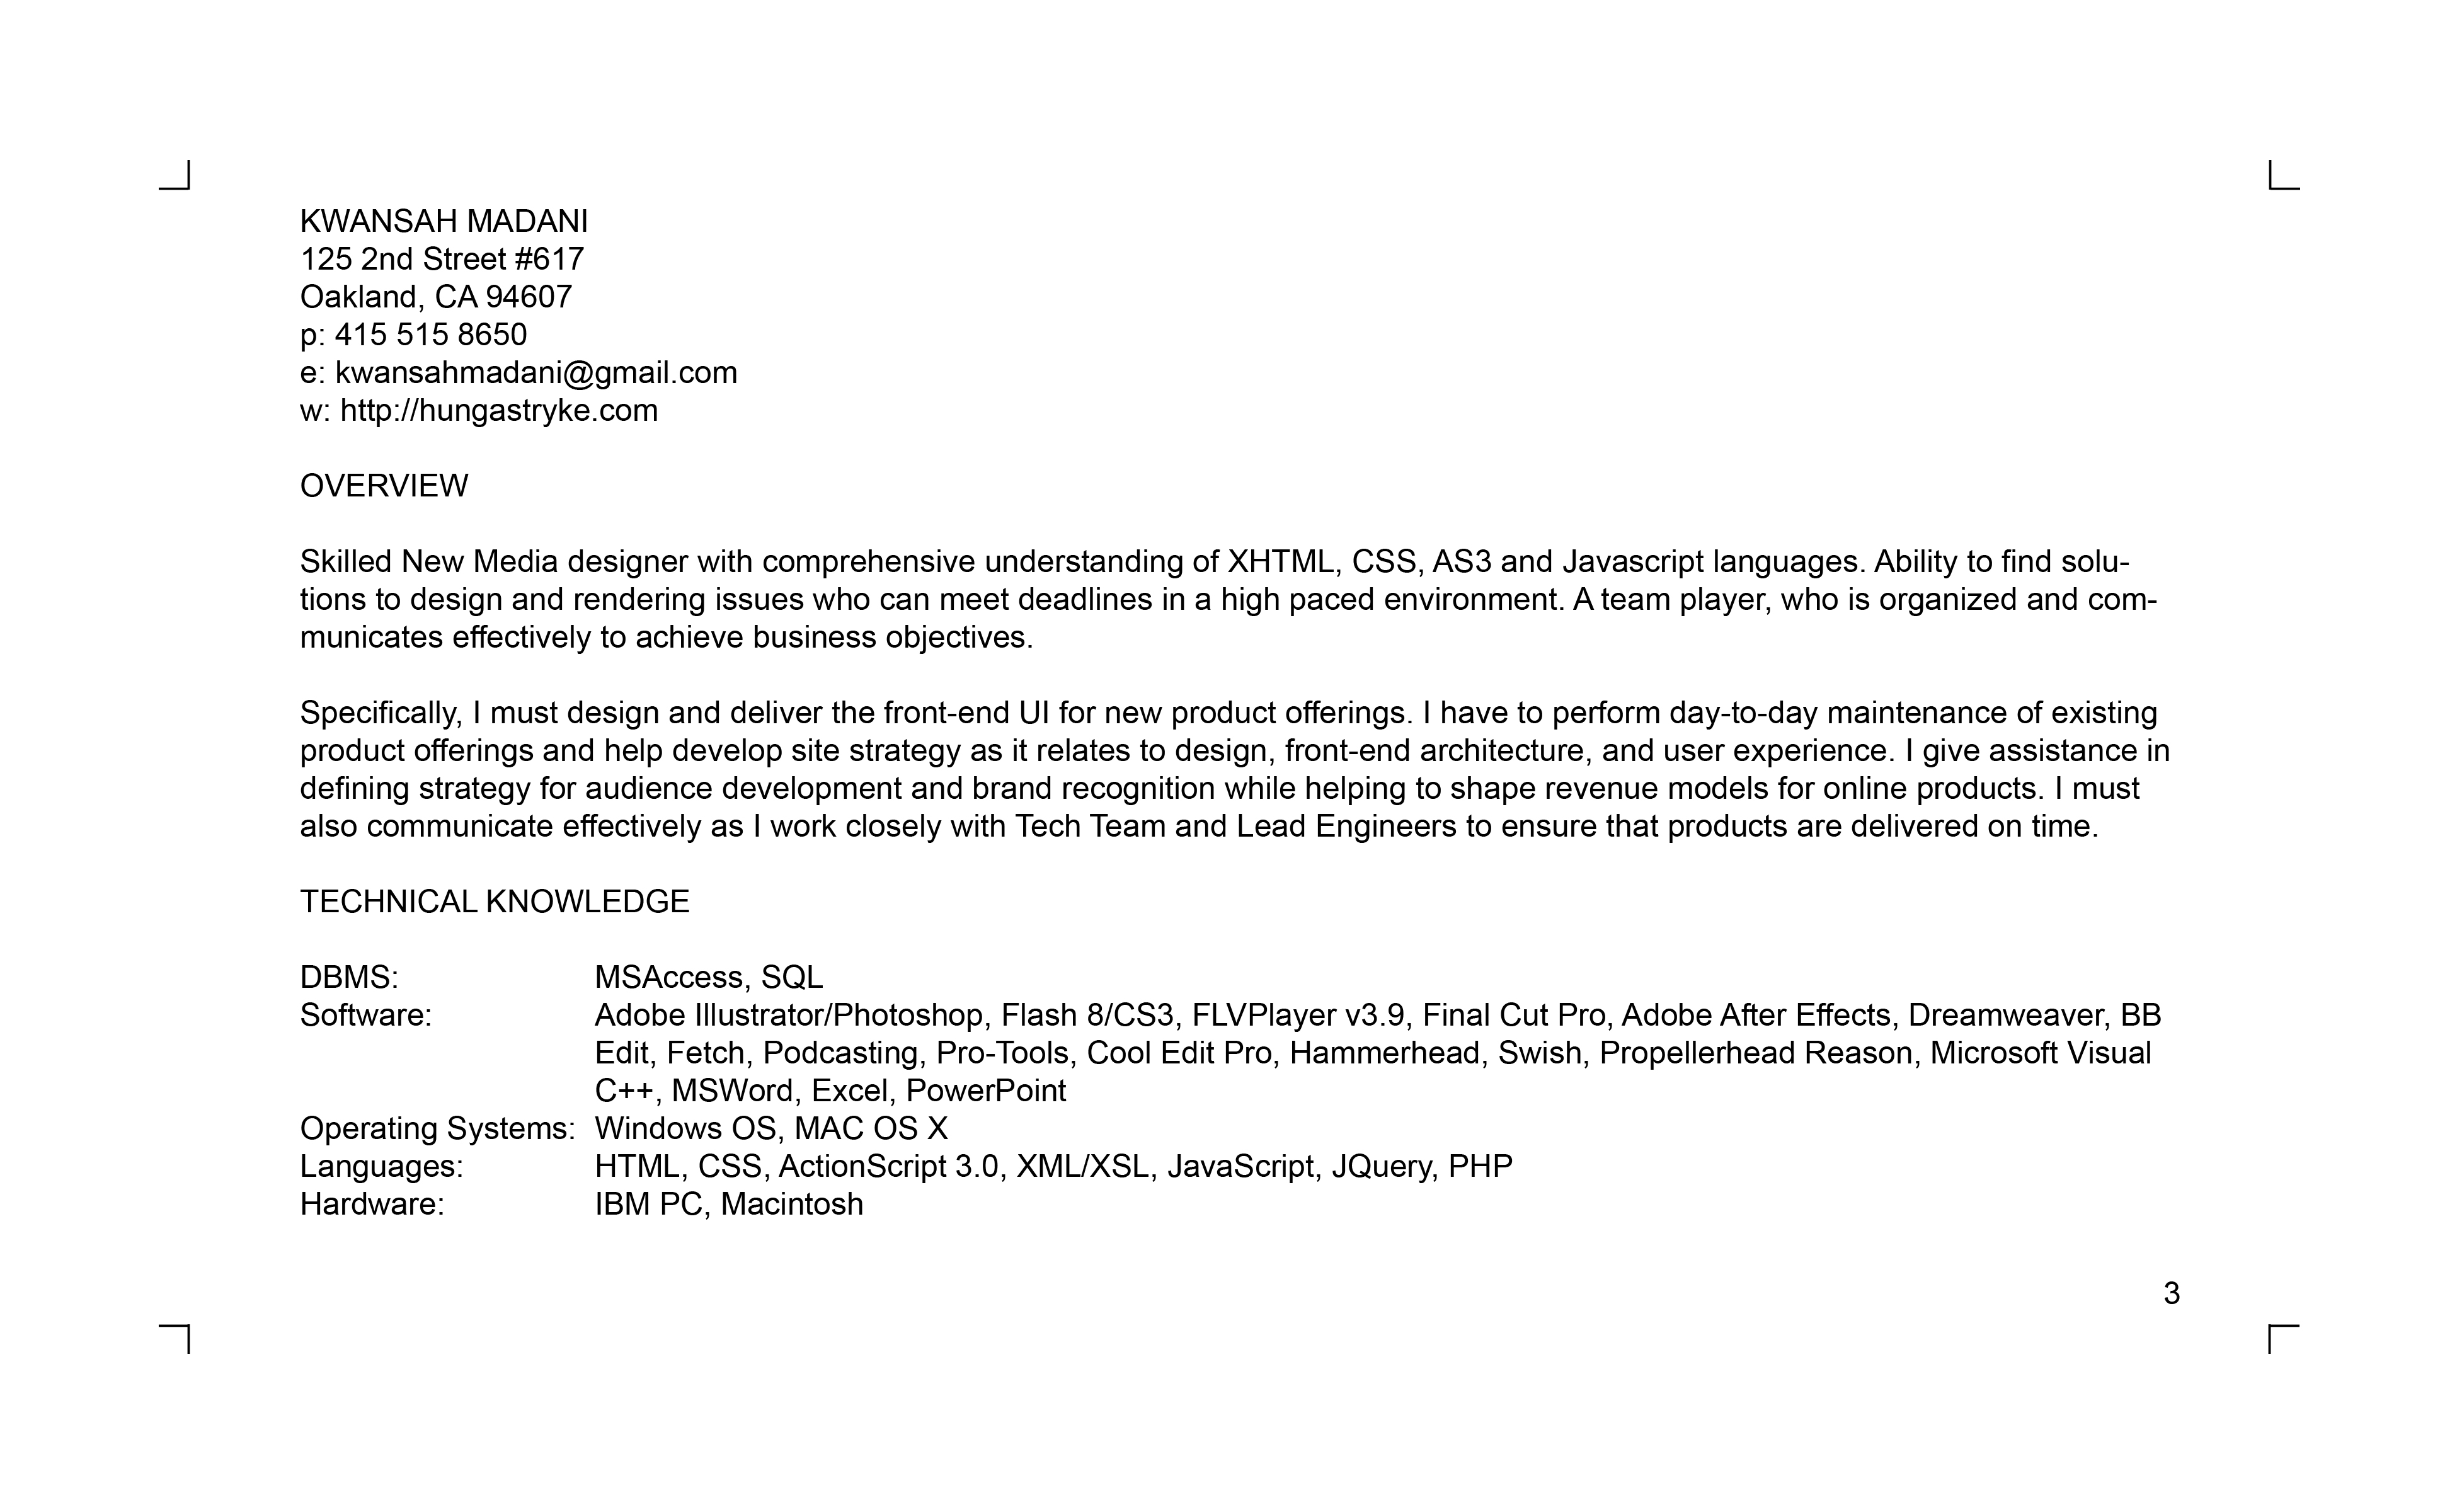 KWANSAH MADANI
125 2nd Street #617
Oakland, CA 94607
p: 415 515 8650
e: kwansahmadani@gmail.com
w: http://hungastryke.com
OVERVIEW
Skilled New Media designer with comprehensive understanding of XHTML, CSS, AS3 and Javascript languages. Ability to find solu-
tions to design and rendering issues who can meet deadlines in a high paced environment. A team player, who is organized and com-
municates effectively to achieve business objectives.
Specifically, I must design and deliver the front-end UI for new product offerings. I have to perform day-to-day maintenance of existing
product offerings and help develop site strategy as it relates to design, front-end architecture, and user experience. I give assistance in
defining strategy for audience development and brand recognition while helping to shape revenue models for online products. I must
also communicate effectively as I work closely with Tech Team and Lead Engineers to ensure that products are delivered on time.
TECHNICAL KNOWLEDGE
DBMS: MSAccess, SQL
Software: Adobe Illustrator/Photoshop, Flash 8/CS3, FLVPlayer v3.9, Final Cut Pro, Adobe After Effects, Dreamweaver, BB
Edit, Fetch, Podcasting, Pro-Tools, Cool Edit Pro, Hammerhead, Swish, Propellerhead Reason, Microsoft Visual
C++, MSWord, Excel, PowerPoint
Operating Systems: Windows OS, MAC OS X
Languages: HTML, CSS, ActionScript 3.0, XML/XSL, JavaScript, JQuery, PHP
Hardware: IBM PC, Macintosh
3